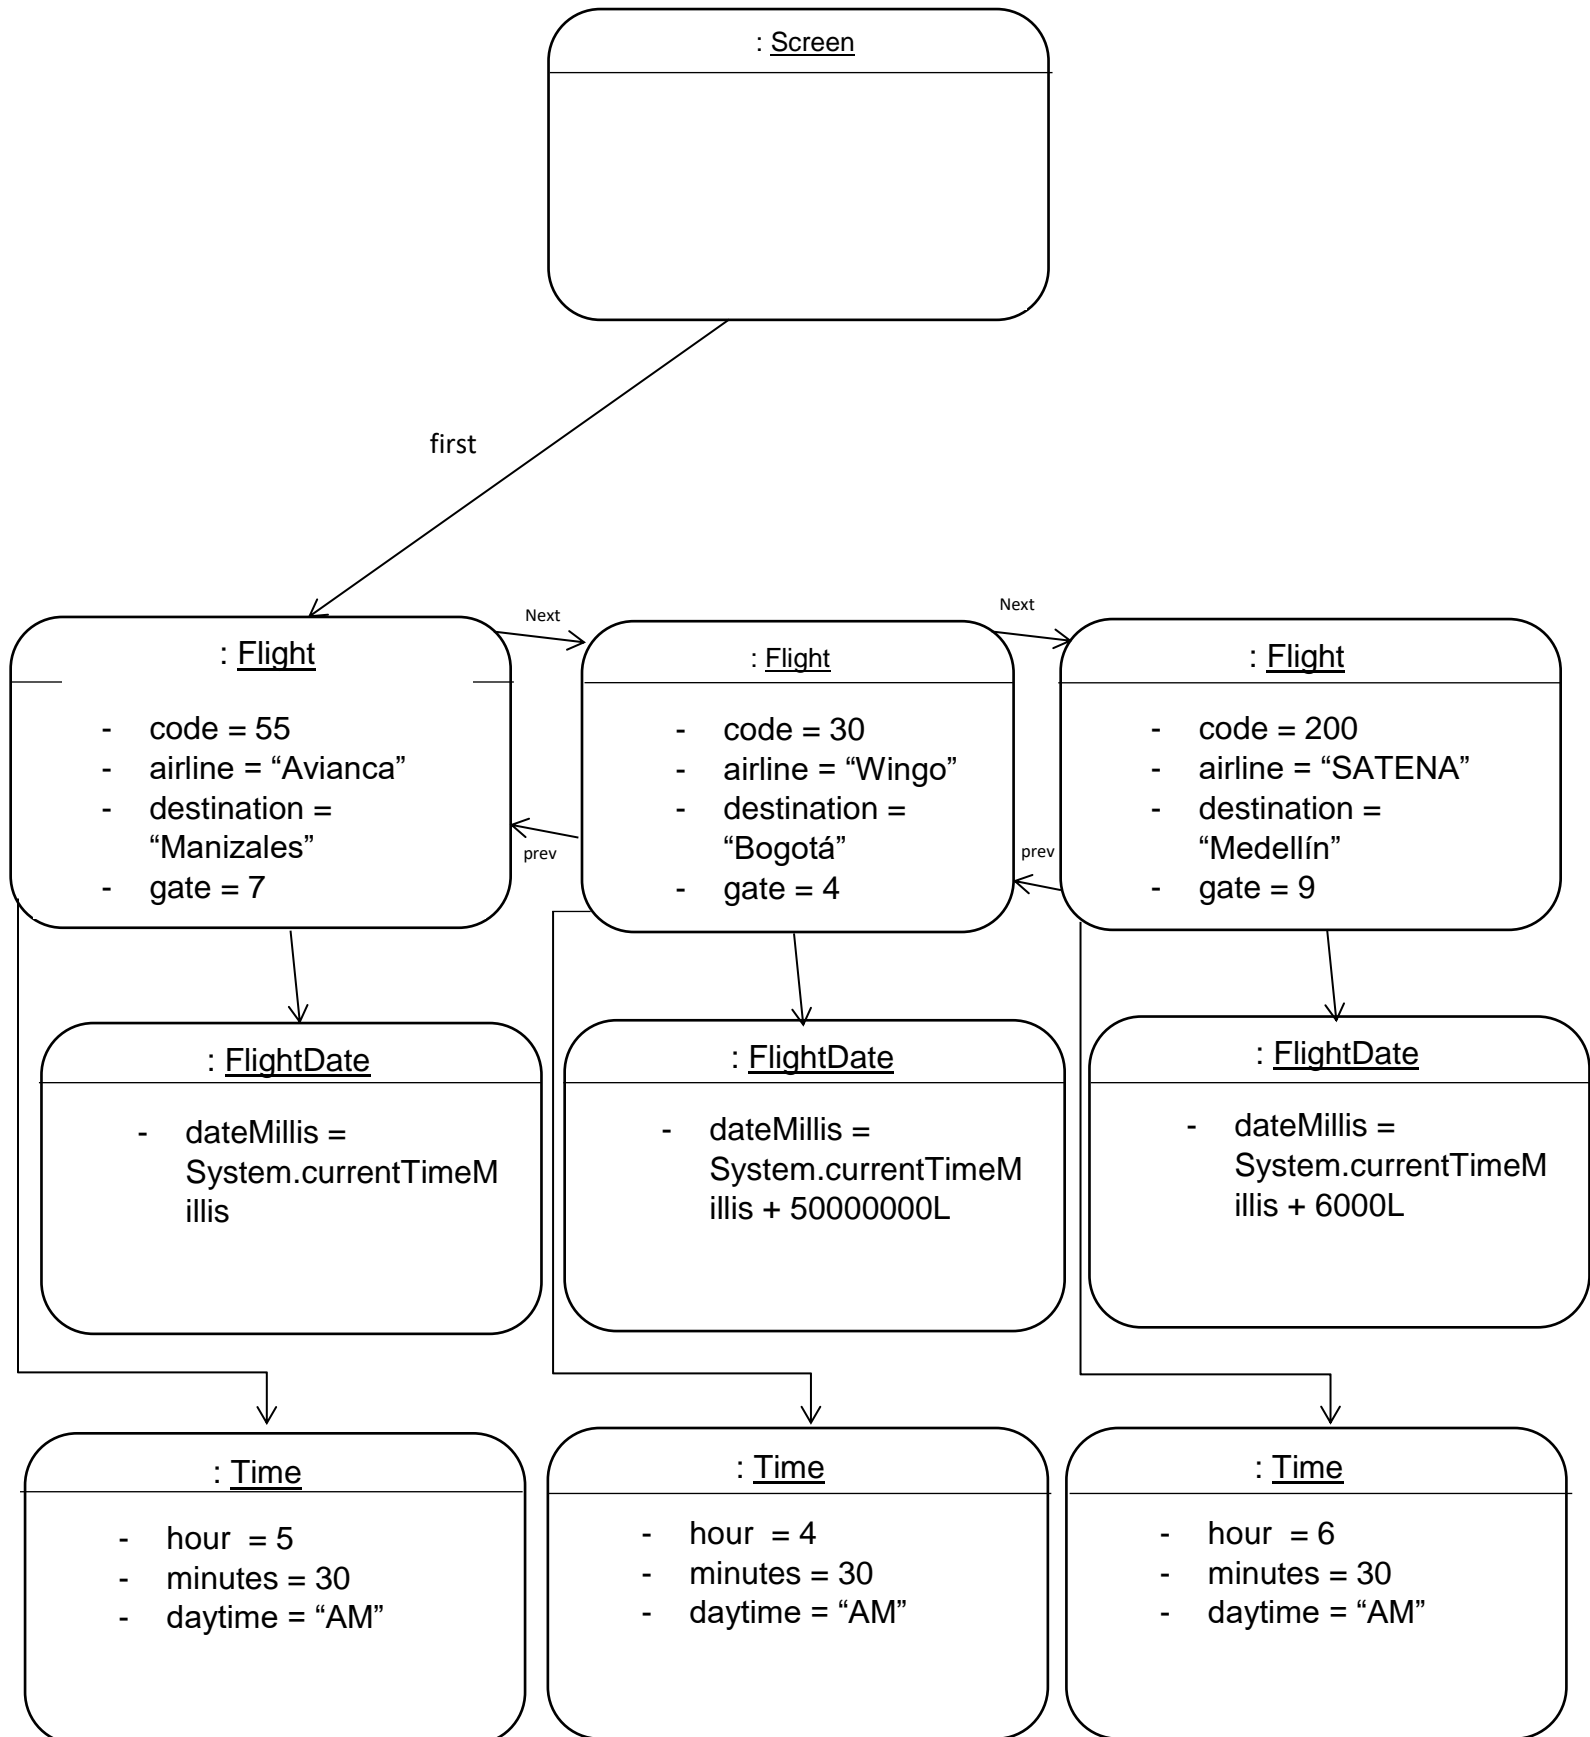 : Screen
first
Next
Next
: Flight
- code = 55
- airline = “Avianca”
- destination =
“Manizales”
- gate = 7
: Flight
- code = 30
- airline = “Wingo”
- destination =
“Bogotá”
- gate = 4
: Flight
- code = 200
- airline = “SATENA”
- destination =
“Medellín”
- gate = 9
prev
prev
: FlightDate
- dateMillis =
System.currentTimeM
illis
: FlightDate
- dateMillis =
System.currentTimeM
illis + 50000000L
: FlightDate
- dateMillis =
System.currentTimeM
illis + 6000L
: Time
- hour  = 5
- minutes = 30
- daytime = “AM”
: Time
- hour  = 4
- minutes = 30
- daytime = “AM”
: Time
- hour  = 6
- minutes = 30
- daytime = “AM”